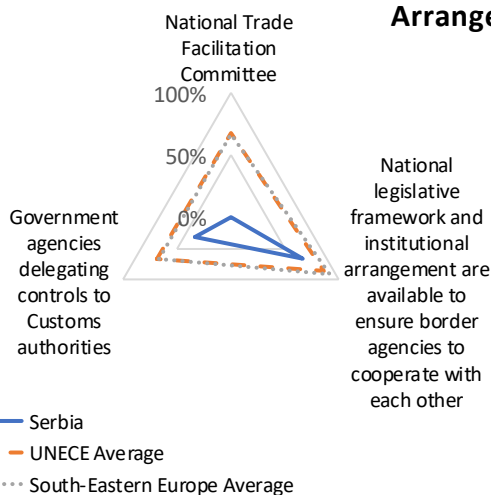 Arrange
National Trade
Facilitation
Committee
100%
50%
0%
National
legislative
framework and
institutional
arrangement are
available to
ensure border
agencies to
cooperate with
each other
Government
agencies
delegating
controls to
Customs
authorities
Serbia
UNECE Average
South-Eastern Europe Average